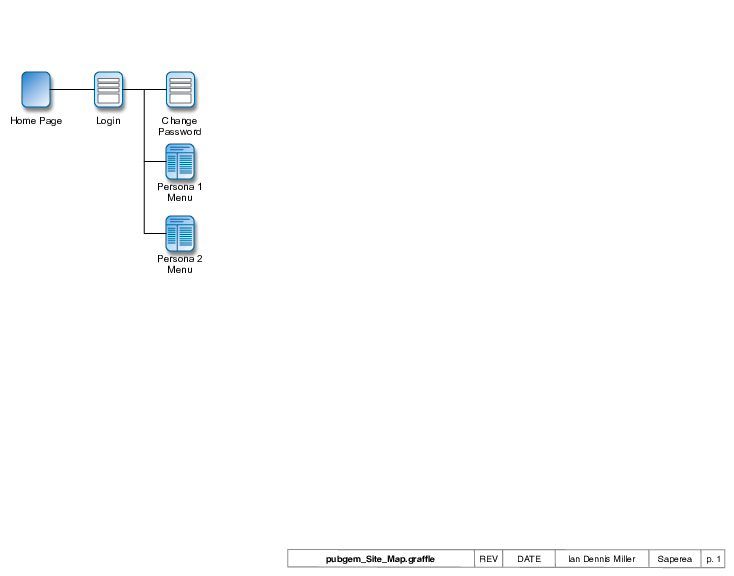 Home Page
Login
Change
Password
Persona 1
Menu
Persona 2
Menu
pubgem_Site_Map.graffle REV DATE Ian Dennis Miller Saperea p. 1